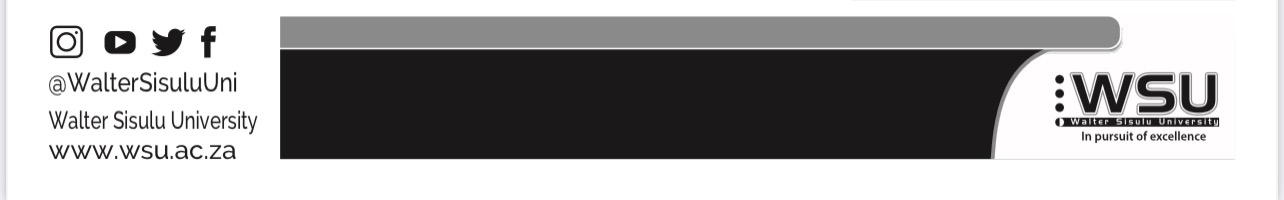 @WalterSisuluUni
Walter Sisulu University
www.wsu.ac.za
WSU
Walter Sisulu University
In pursuit of excellence